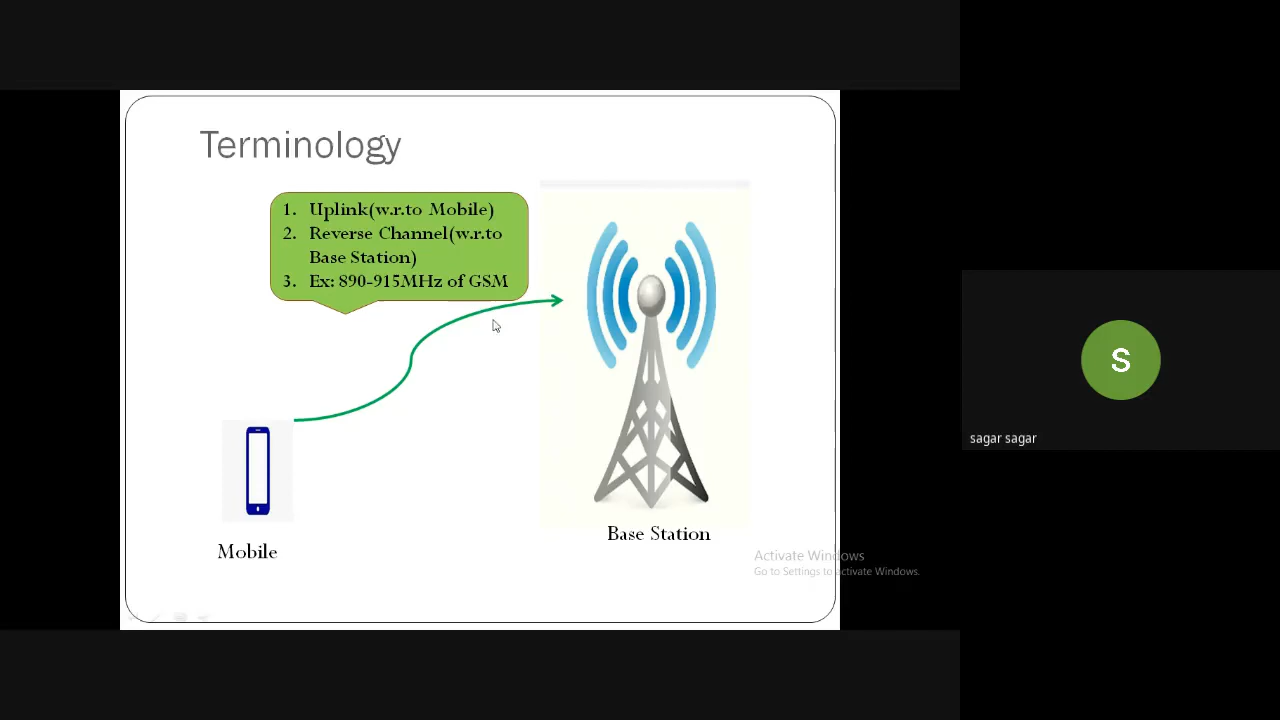 Terminology
1. Uplink(w.r.to Mobile)
2. Reverse Channel(w.r.to
Base Station)
3. Ex: 890-915MHz of GSM
Mobile
Base Station
Activate Windows
Go to Settings to activate Windows.
S
sagar sagar